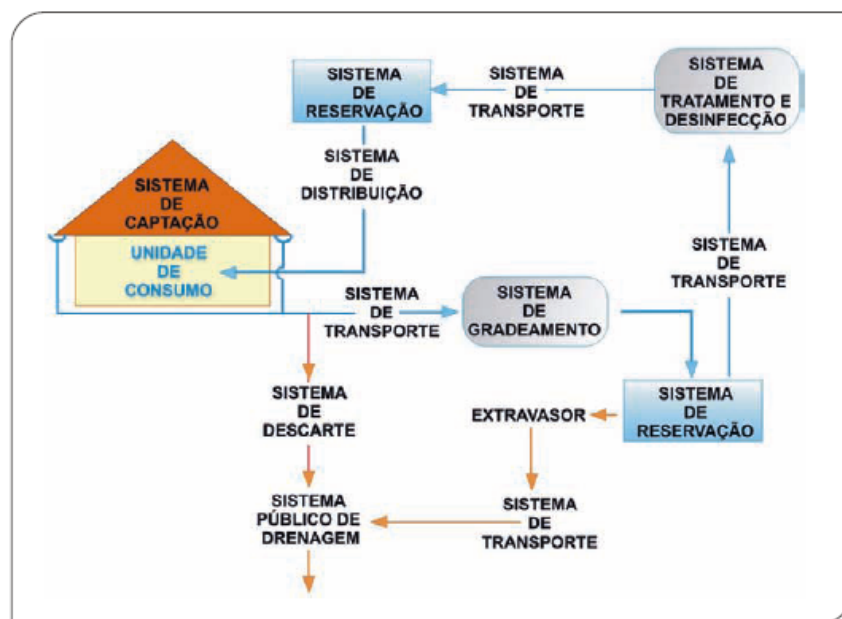 SISTEMA
DE
RESERVAÇÃO
SISTEMA
DE
TRANSPORTE
SISTEMA
DE
TRATAMENTO E
DESINFECÇÃO
SISTEMA
DE
DISTRIBUIÇÃO
SISTEMA
DE
CAPTAÇÃO
UNIDADE
DE
CONSUMO
SISTEMA
DE
TRANSPORTE
SISTEMA
DE
TRANSPORTE
SISTEMA
DE
GRADEAMENTO
SISTEMA
DE
RESERVAÇÃO
SISTEMA
DE
DESCARTE
EXTRAVASOR
SISTEMA
PÚBLICO DE
DRENAGEM
SISTEMA
DE
TRANSPORTE